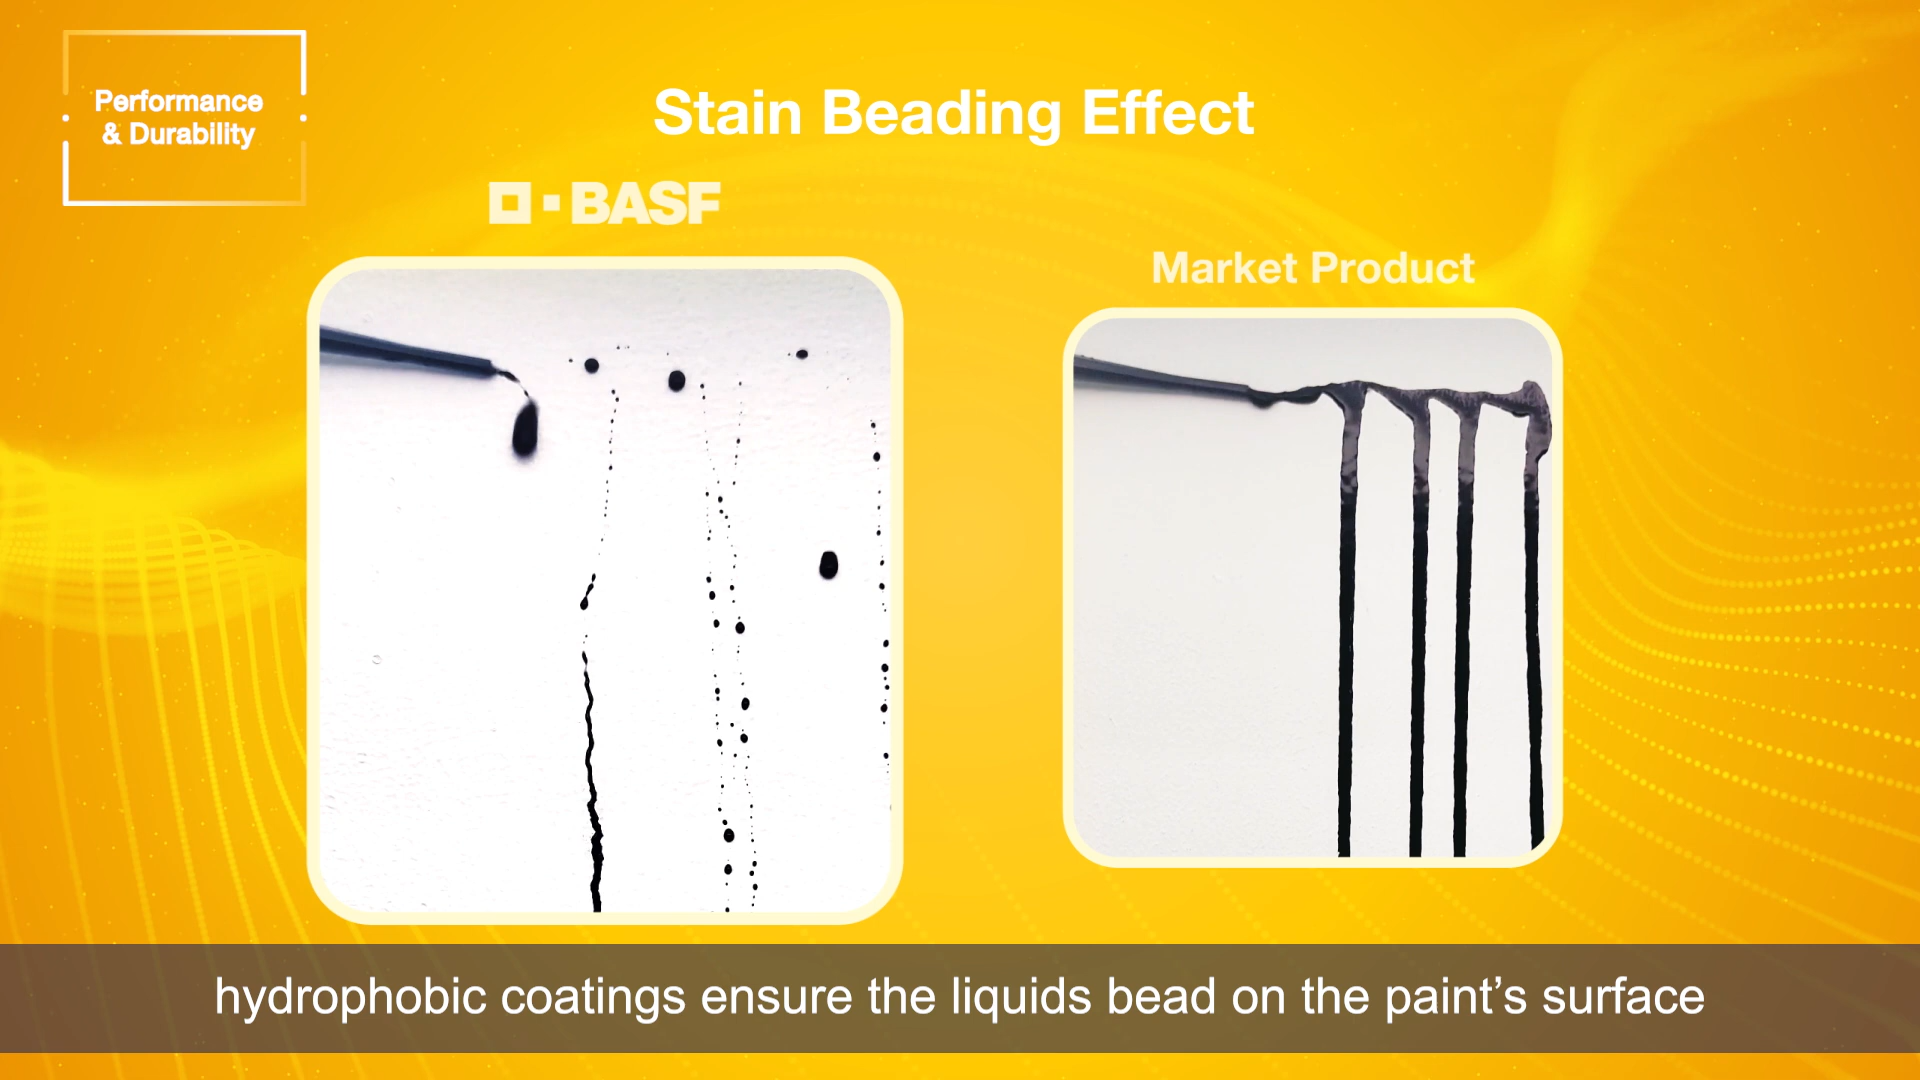 Performance
& Durability
Stain Beading Effect
BASF
Market Product
hydrophobic coatings ensure the liquids bead on the paint’s surface